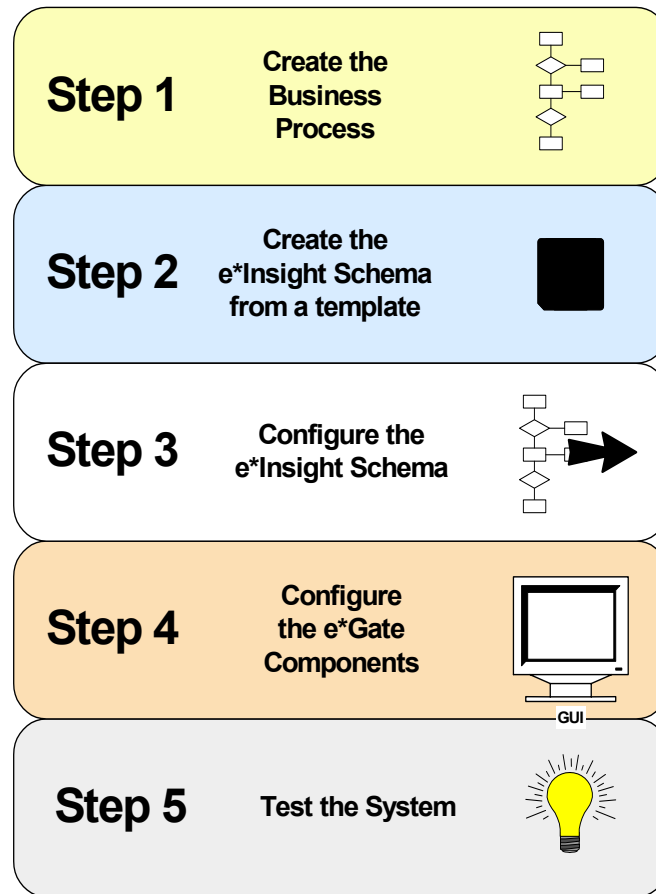 Step 1
Create the
Business
Process
Step 2
Create the
e*Insight Schema
from a template
Step 3
Configure the
e*Insight Schema
Step 4
Configure
the e*Gate
Components
GUI
Step 5
Test the System